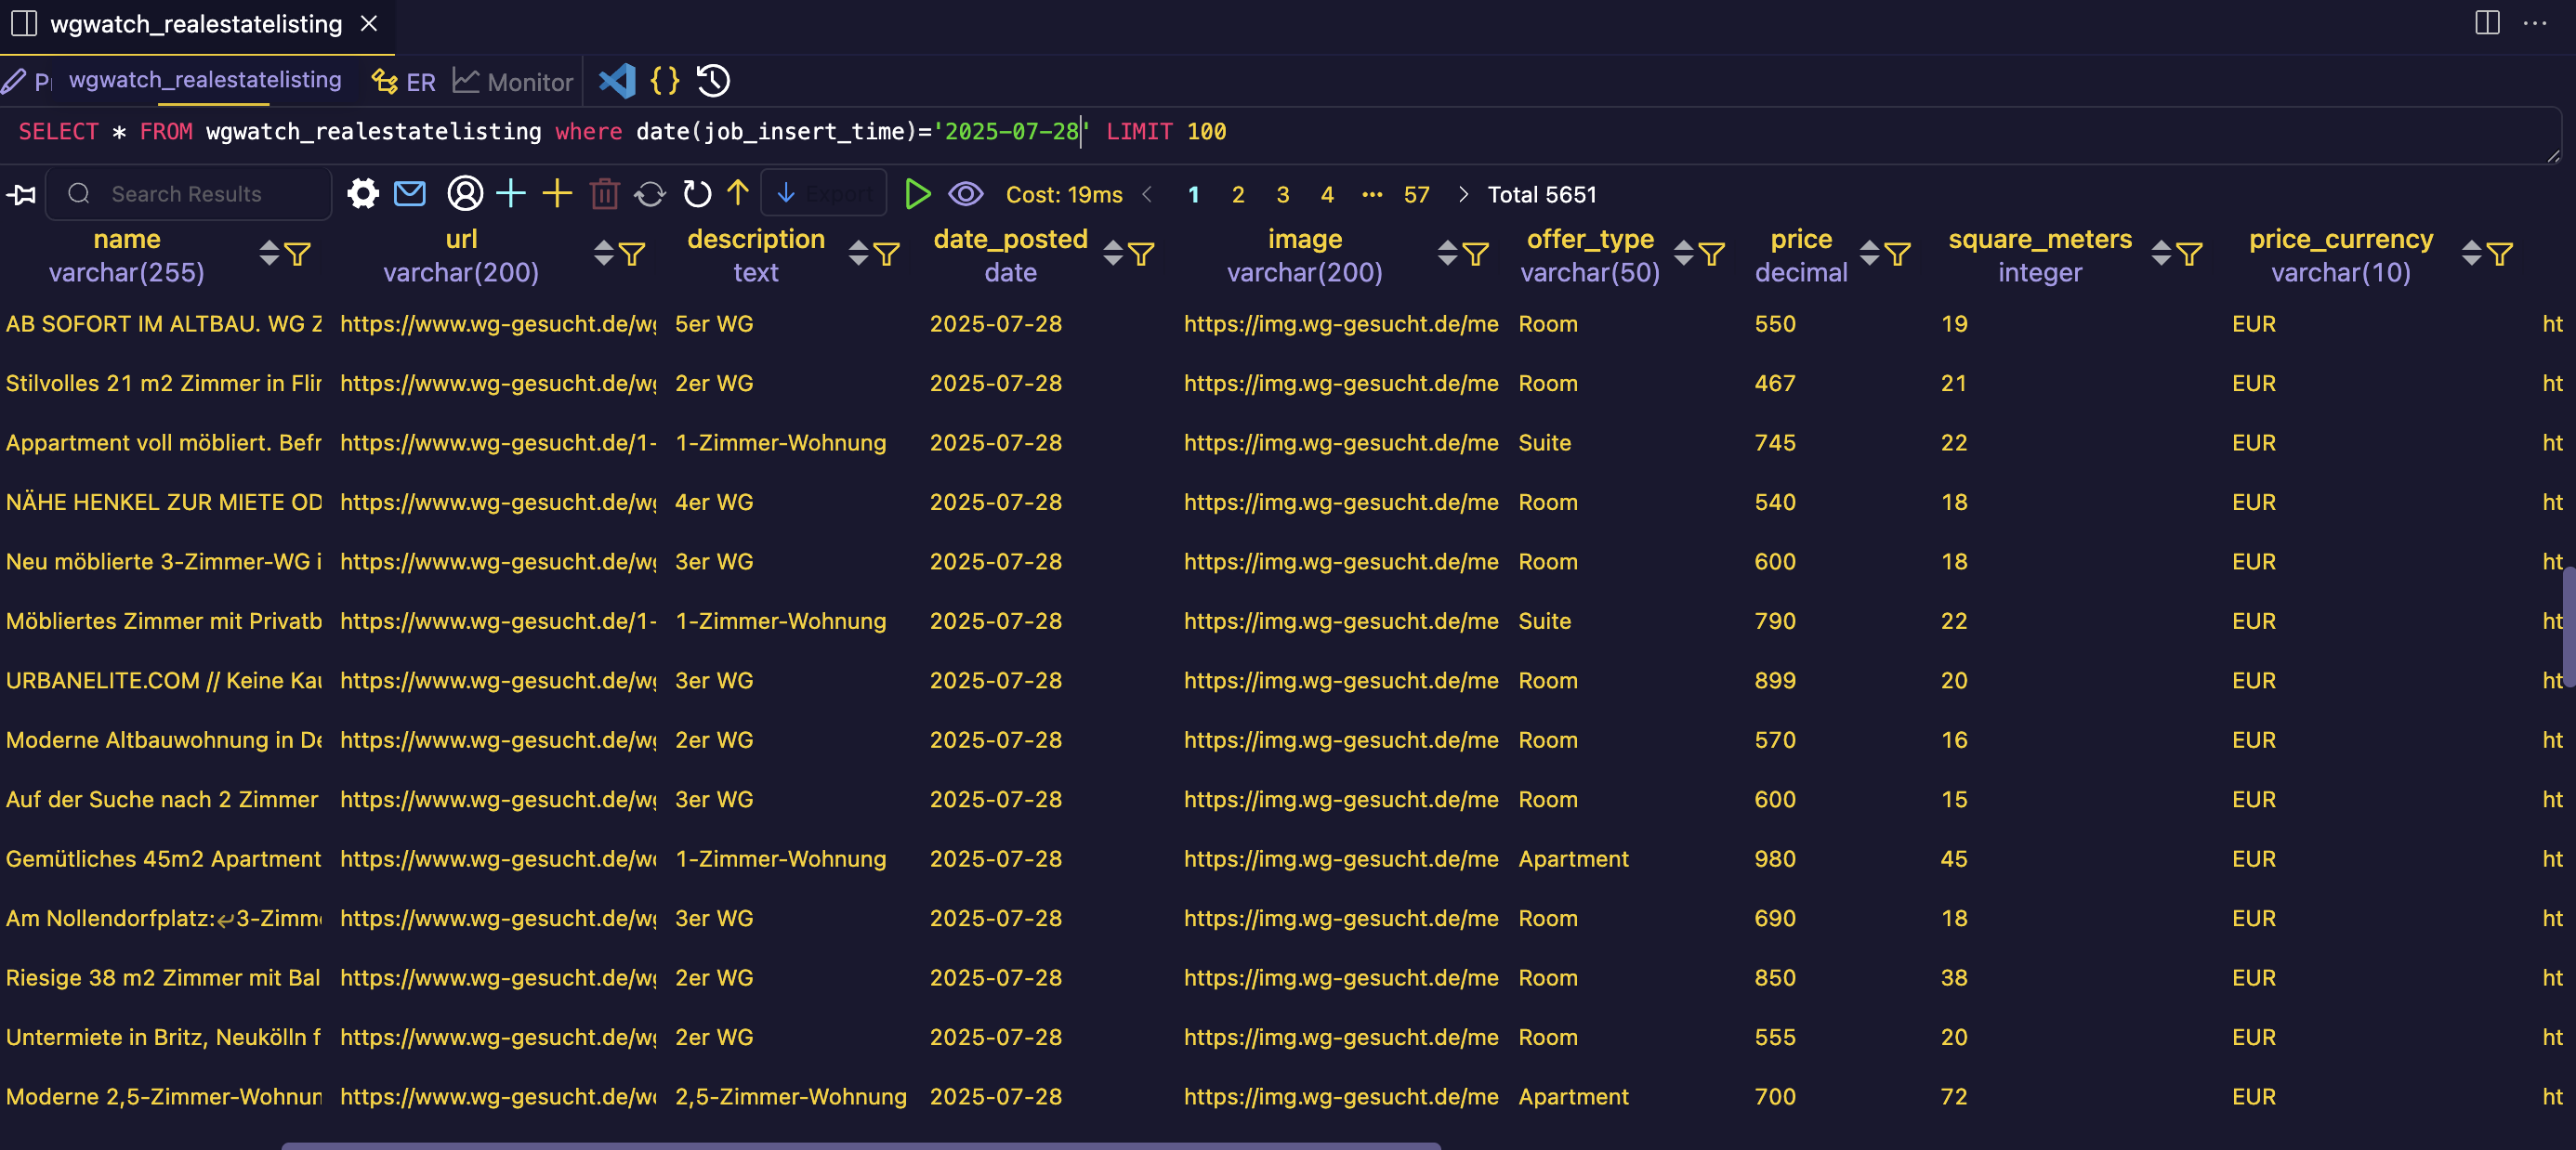 wgwatch_realestatelisting
wgwatch_realestatelisting ER Monitor
SELECT * FROM wgwatch_realestatelisting where date(job_insert_time)='2025-07-28' LIMIT 100
Search Results Export Cost: 19ms 1 2 3 4 ••• 57 Total 5651
name url description date_posted image offer_type price square_meters price_currency
varchar(255) varchar(200) text date varchar(200) varchar(50) decimal integer varchar(10)
AB SOFORT IM ALTBAU. WG Z https://www.wg-gesucht.de/wg 5er WG 2025-07-28 https://img.wg-gesucht.de/me Room 550 19 EUR ht
Stilvolles 21 m2 Zimmer in Flin https://www.wg-gesucht.de/wg 2er WG 2025-07-28 https://img.wg-gesucht.de/me Room 467 21 EUR ht
Appartment voll möbliert. Befr https://www.wg-gesucht.de/1- 1-Zimmer-Wohnung 2025-07-28 https://img.wg-gesucht.de/me Suite 745 22 EUR ht
NÄHE HENKEL ZUR MIETE OD https://www.wg-gesucht.de/wg 4er WG 2025-07-28 https://img.wg-gesucht.de/me Room 540 18 EUR ht
Neu möblierte 3-Zimmer-WG i https://www.wg-gesucht.de/wg 3er WG 2025-07-28 https://img.wg-gesucht.de/me Room 600 18 EUR ht
Möbliertes Zimmer mit Privatb https://www.wg-gesucht.de/1- 1-Zimmer-Wohnung 2025-07-28 https://img.wg-gesucht.de/me Suite 790 22 EUR ht
URBANELITE.COM // Keine Kau https://www.wg-gesucht.de/wg 3er WG 2025-07-28 https://img.wg-gesucht.de/me Room 899 20 EUR ht
Moderne Altbauwohnung in De https://www.wg-gesucht.de/wg 2er WG 2025-07-28 https://img.wg-gesucht.de/me Room 570 16 EUR ht
Auf der Suche nach 2 Zimmer https://www.wg-gesucht.de/wg 3er WG 2025-07-28 https://img.wg-gesucht.de/me Room 600 15 EUR ht
Gemütliches 45m2 Apartment https://www.wg-gesucht.de/wo 1-Zimmer-Wohnung 2025-07-28 https://img.wg-gesucht.de/me Apartment 980 45 EUR ht
Am Nollendorfplatz:↵3-Zimme https://www.wg-gesucht.de/wg 3er WG 2025-07-28 https://img.wg-gesucht.de/me Room 690 18 EUR ht
Riesige 38 m2 Zimmer mit Bal https://www.wg-gesucht.de/wg 2er WG 2025-07-28 https://img.wg-gesucht.de/me Room 850 38 EUR ht
Untermiete in Britz, Neukölln f https://www.wg-gesucht.de/wg 2er WG 2025-07-28 https://img.wg-gesucht.de/me Room 555 20 EUR ht
Moderne 2,5-Zimmer-Wohnun https://www.wg-gesucht.de/wo 2,5-Zimmer-Wohnung 2025-07-28 https://img.wg-gesucht.de/me Apartment 700 72 EUR ht